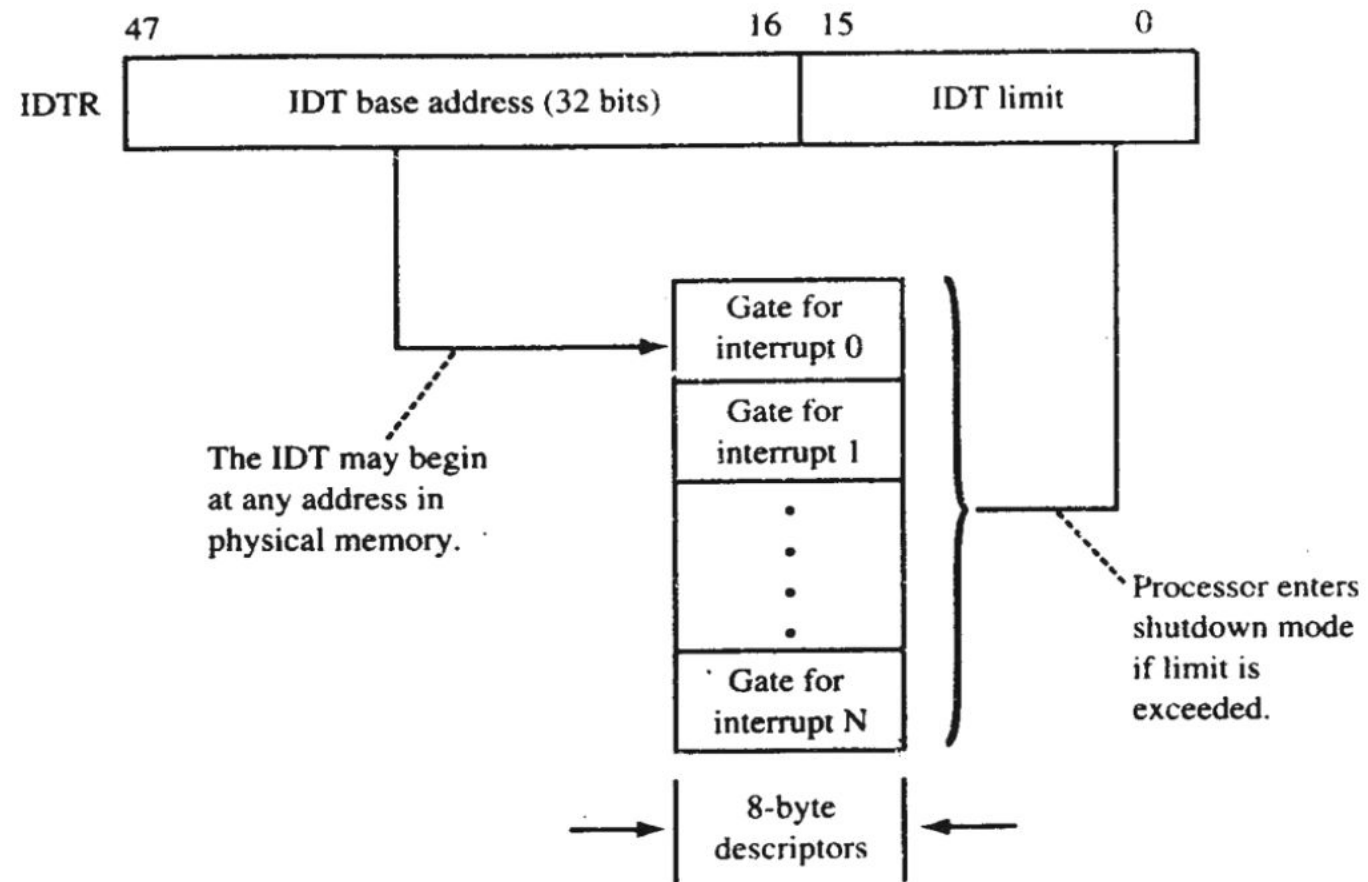 47 16 15 0
IDTR
IDT base address (32 bits)
IDT limit
Gate for
interrupt 0
Gate for
interrupt 1
The IDT may begin
at any address in
physical memory.
Processor enters
shutdown mode
if limit is
exceeded.
Gate for
interrupt N
8-byte
descriptors